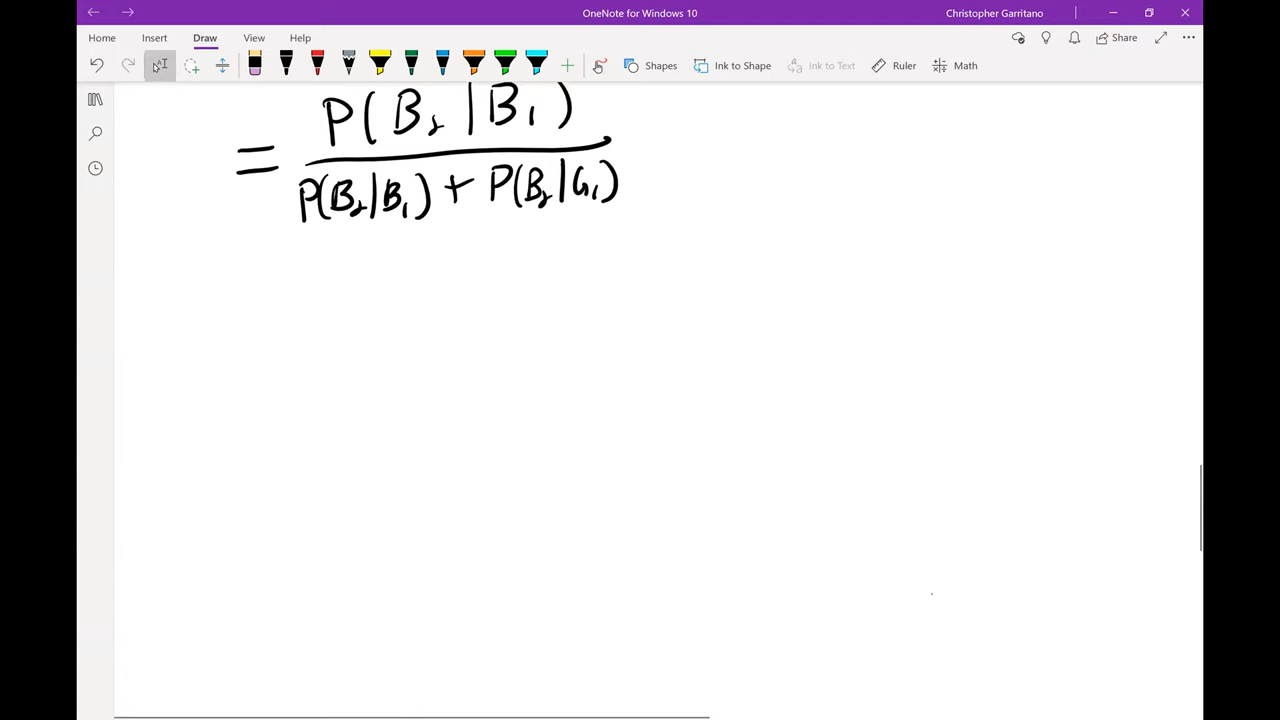 OneNote for Windows 10
Christopher Garritano
Home Insert Draw View Help
Share
Shapes Ink to Shape Ink to Text Ruler Math
P(B₂|B₁)
=
P(B₂|B₁) + P(B₂|G₁)